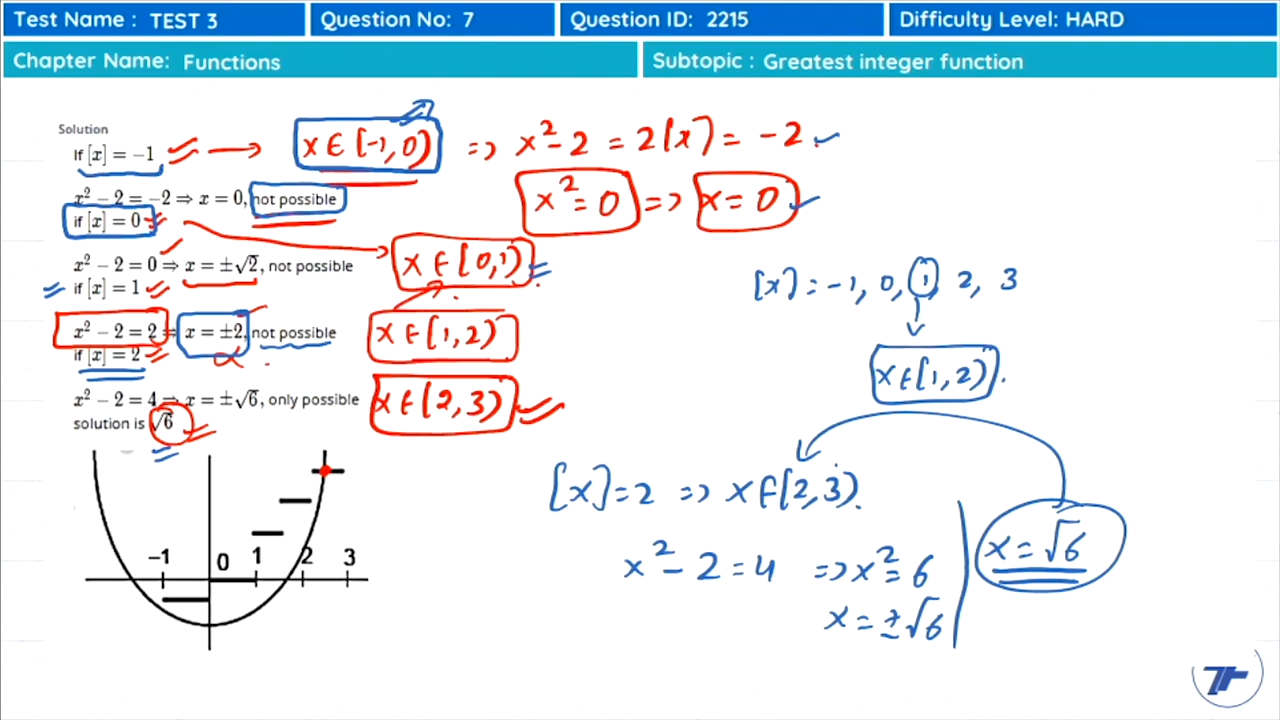 Test Name : TEST 3
Question No: 7
Question ID: 2215
Difficulty Level: HARD
Chapter Name: Functions
Subtopic : Greatest integer function
Solution
If [x] = −1
x ∈ [-1, 0) => x² - 2 = 2[x] = -2
x² − 2 = −2 ⇒ x = 0, not possible
x² = 0 => x = 0
if [x] = 0
x ∈ [0,1)
x² − 2 = 0 ⇒ x = ±√2, not possible
if [x] = 1
[x] = -1, 0, 1, 2, 3
x² − 2 = 2 ⇒ x = ±2, not possible
x ∈ [1,2)
if [x] = 2
x ∈ [1,2).
x² − 2 = 4 ⇒ x = ±√6, only possible
x ∈ [2,3)
solution is √6
[x] = 2 => x ∈ [2,3).
x² - 2 = 4 => x² = 6
x = ±√6
x = √6
−1 0 1 2 3